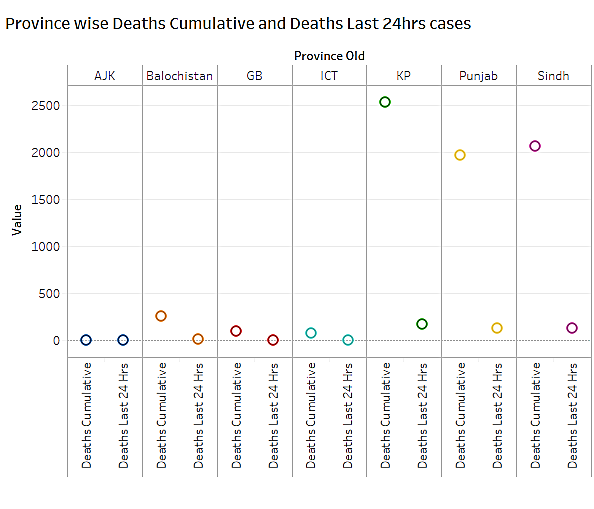 Province wise Deaths Cumulative and Deaths Last 24hrs cases
Province Old
AJK
Balochistan
GB
ICT
KP
Punjab
Sindh
Value
2500
2000
1500
1000
500
0
Deaths Cumulative
Deaths Last 24 Hrs
Deaths Cumulative
Deaths Last 24 Hrs
Deaths Cumulative
Deaths Last 24 Hrs
Deaths Cumulative
Deaths Last 24 Hrs
Deaths Cumulative
Deaths Last 24 Hrs
Deaths Cumulative
Deaths Last 24 Hrs
Deaths Cumulative
Deaths Last 24 Hrs